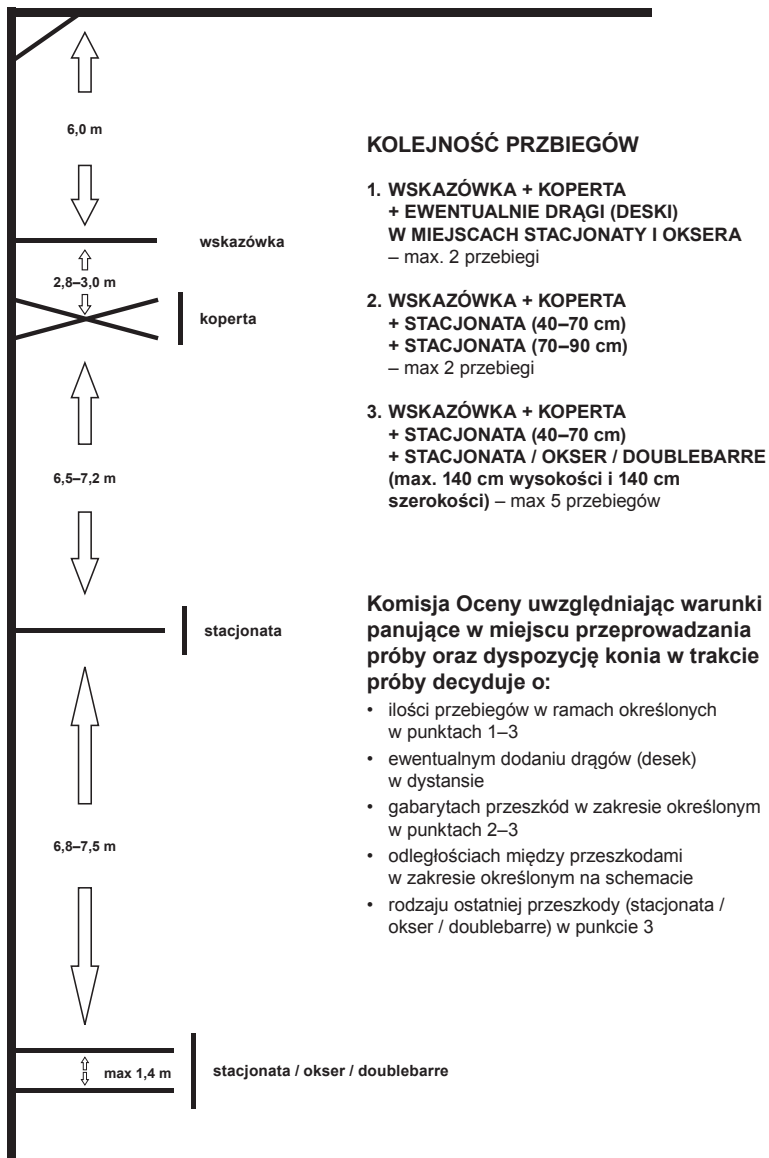 6,0 m
wskazówka
2,8–3,0 m
koperta
6,5–7,2 m
stacjonata
6,8–7,5 m
max 1,4 m
stacjonata / okser / doublebarre
KOLEJNOŚĆ PRZBIEGÓW
1. WSKAZÓWKA + KOPERTA
+ EWENTUALNIE DRĄGI (DESKI)
W MIEJSCACH STACJONATY I OKSERA
– max. 2 przebiegi
2. WSKAZÓWKA + KOPERTA
+ STACJONATA (40–70 cm)
+ STACJONATA (70–90 cm)
– max 2 przebiegi
3. WSKAZÓWKA + KOPERTA
+ STACJONATA (40–70 cm)
+ STACJONATA / OKSER / DOUBLEBARRE
(max. 140 cm wysokości i 140 cm
szerokości) – max 5 przebiegów
Komisja Oceny uwzględniając warunki
panujące w miejscu przeprowadzania
próby oraz dyspozycję konia w trakcie
próby decyduje o:
• ilości przebiegów w ramach określonych
w punktach 1–3
• ewentualnym dodaniu drągów (desek)
w dystansie
• gabarytach przeszkód w zakresie określonym
w punktach 2–3
• odległościach między przeszkodami
w zakresie określonym na schemacie
• rodzaju ostatniej przeszkody (stacjonata /
okser / doublebarre) w punkcie 3